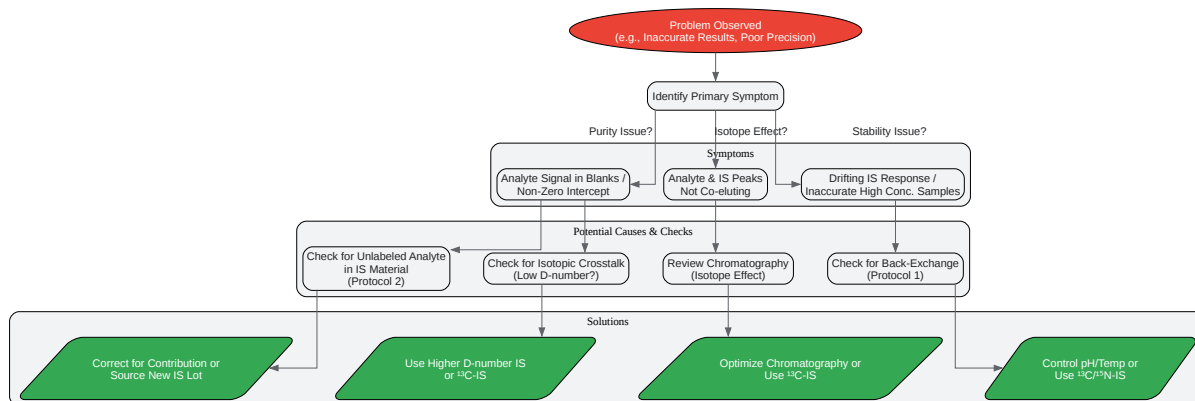 Problem Observed
(e.g., Inaccurate Results, Poor Precision)
Identify Primary Symptom
Purity Issue?
Isotope Effect?
Stability Issue?
Symptoms
Analyte Signal in Blanks /
Non-Zero Intercept
Analyte & IS Peaks
Not Co-eluting
Drifting IS Response /
Inaccurate High Conc. Samples
Potential Causes & Checks
Check for Unlabeled Analyte
in IS Material
(Protocol 2)
Check for Isotopic Crosstalk
(Low D-number?)
Review Chromatography
(Isotope Effect)
Check for Back-Exchange
(Protocol 1)
Solutions
Correct for Contribution or
Source New IS Lot
Use Higher D-number IS
or ¹³C-IS
Optimize Chromatography or
Use ¹³C-IS
Control pH/Temp or
Use ¹³C/¹⁵N-IS